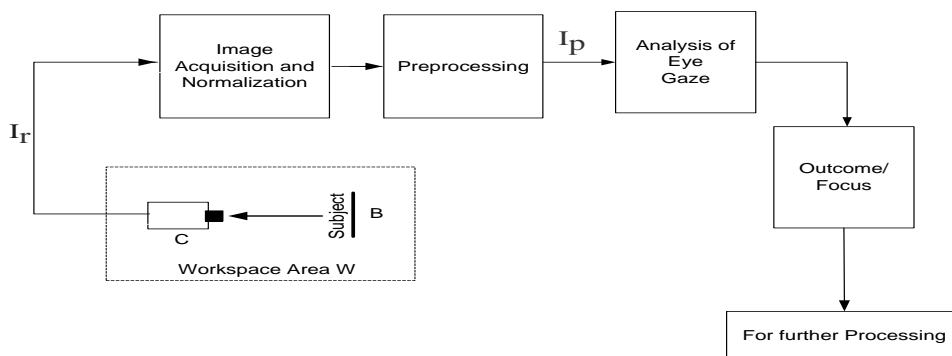 Image
Acquisition and
Normalization
Preprocessing
Ip
Analysis of
Eye
Gaze
Ir
Outcome/
Focus
Subject
B
C
Workspace Area W
For further Processing